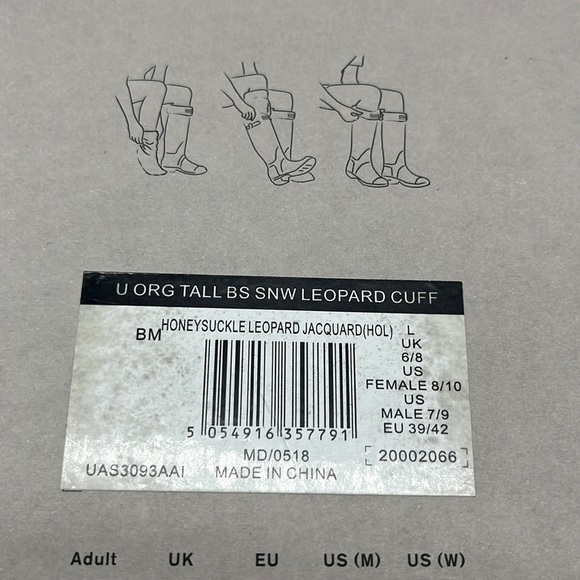 U ORG TALL BS SNW LEOPARD CUFF
BM HONEYSUCKLE LEOPARD JACQUARD(HOL)
L
UK
6/8
US
FEMALE 8/10
US
MALE 7/9
EU 39/42
5 054916 357791
MD/0518
[20002066]
UAS3093AAI
MADE IN CHINA
Adult UK EU US (M) US (W)